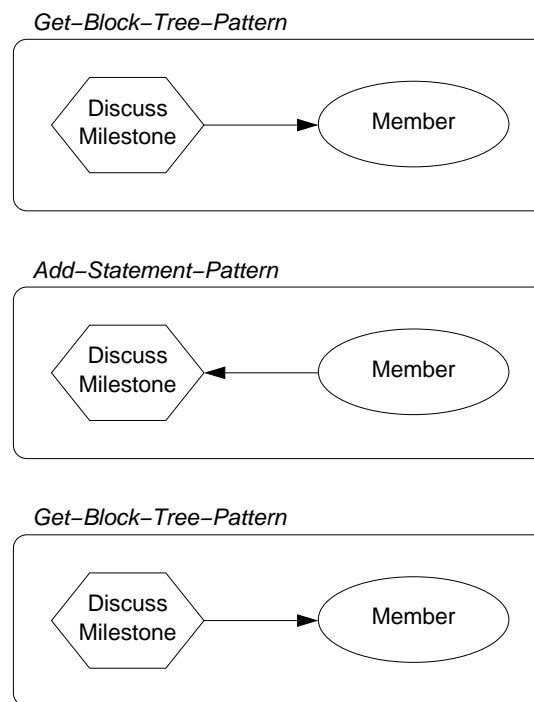 Get–Block–Tree–Pattern
Discuss
Milestone
Member
Add–Statement–Pattern
Discuss
Milestone
Member
Get–Block–Tree–Pattern
Discuss
Milestone
Member